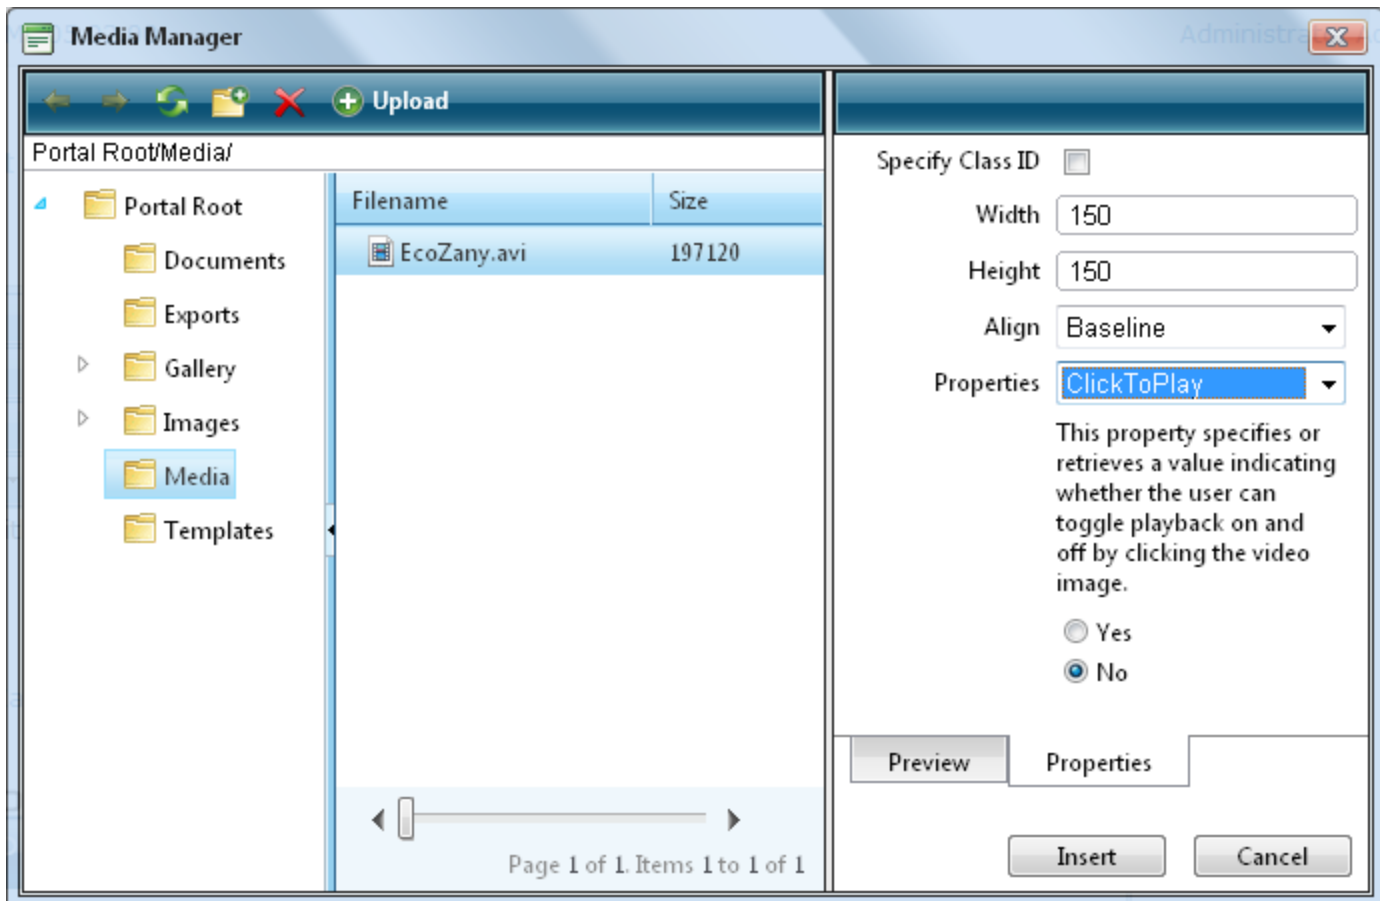 Media Manager
Upload
Portal Root/Media/
Portal Root
Documents
Exports
Gallery
Images
Media
Templates
Filename Size
EcoZany.avi 197120
Page 1 of 1. Items 1 to 1 of 1
Specify Class ID
Width 150
Height 150
Align Baseline
Properties ClickToPlay
This property specifies or
retrieves a value indicating
whether the user can
toggle playback on and
off by clicking the video
image.
Yes
No
Preview Properties
Insert Cancel